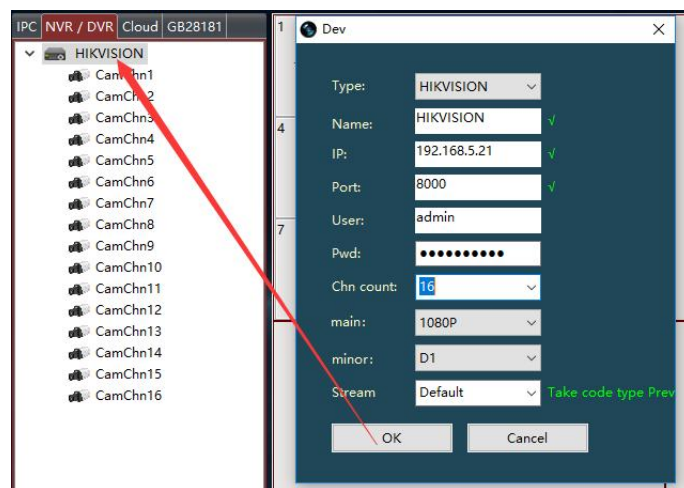 IPC NVR / DVR Cloud GB28181
HIKVISION
CamChn1
CamChn2
CamChn3
CamChn4
CamChn5
CamChn6
CamChn7
CamChn8
CamChn9
CamChn10
CamChn11
CamChn12
CamChn13
CamChn14
CamChn15
CamChn16
1
4
7
Dev
Type: HIKVISION
Name: HIKVISION √
IP: 192.168.5.21 √
Port: 8000 √
User: admin
Pwd: ●●●●●●●●●●
Chn count: 16
main: 1080P
minor: D1
Stream Default Take code type Prev
OK Cancel